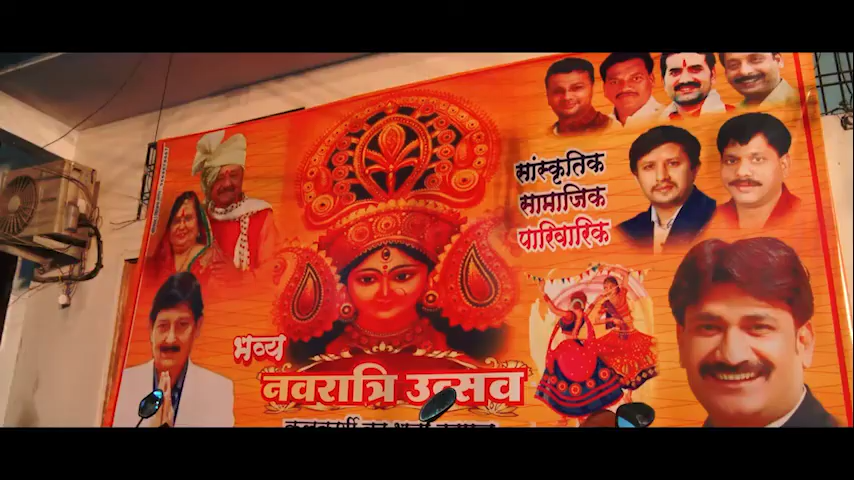 सांस्कृतिक
सामाजिक
पारिवारिक
भव्य
नवरात्रि उत्सव